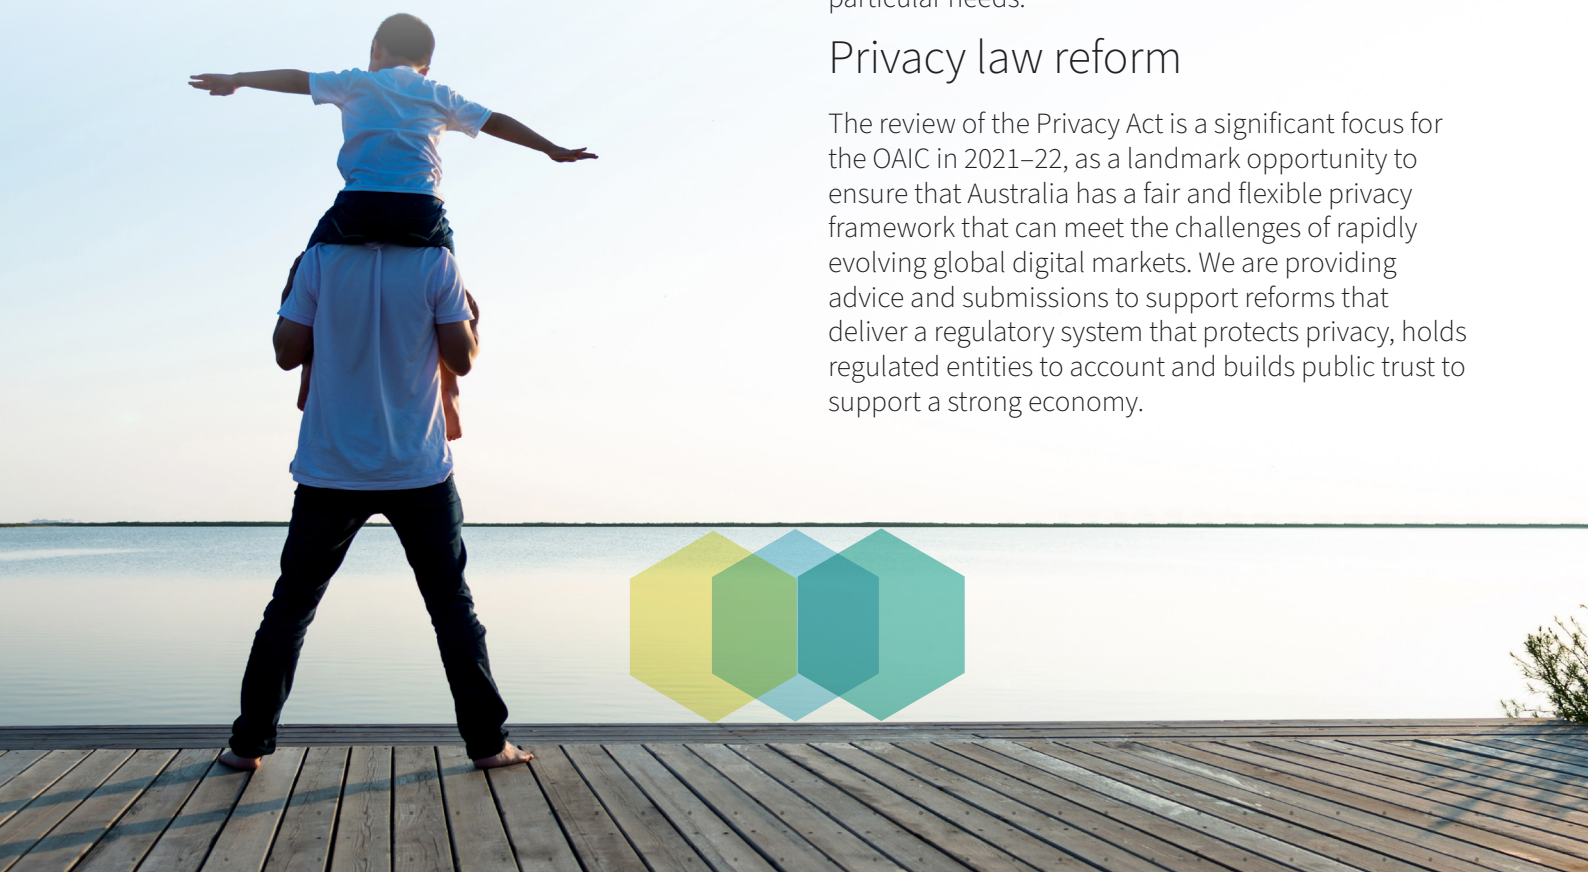 particular needs.
Privacy law reform
The review of the Privacy Act is a significant focus for
the OAIC in 2021–22, as a landmark opportunity to
ensure that Australia has a fair and flexible privacy
framework that can meet the challenges of rapidly
evolving global digital markets. We are providing
advice and submissions to support reforms that
deliver a regulatory system that protects privacy, holds
regulated entities to account and builds public trust to
support a strong economy.